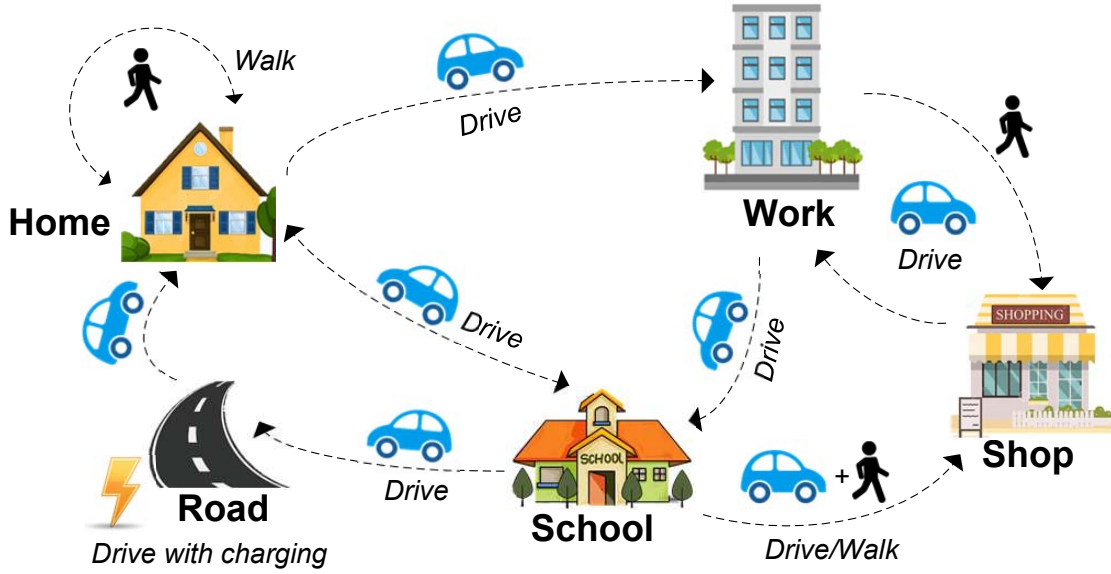 Walk
Drive
Home
Work
Drive
SHOPPING
Drive
Drive
Shop
SCHOOL
Drive
Road
School
Drive with charging
+
Drive/Walk